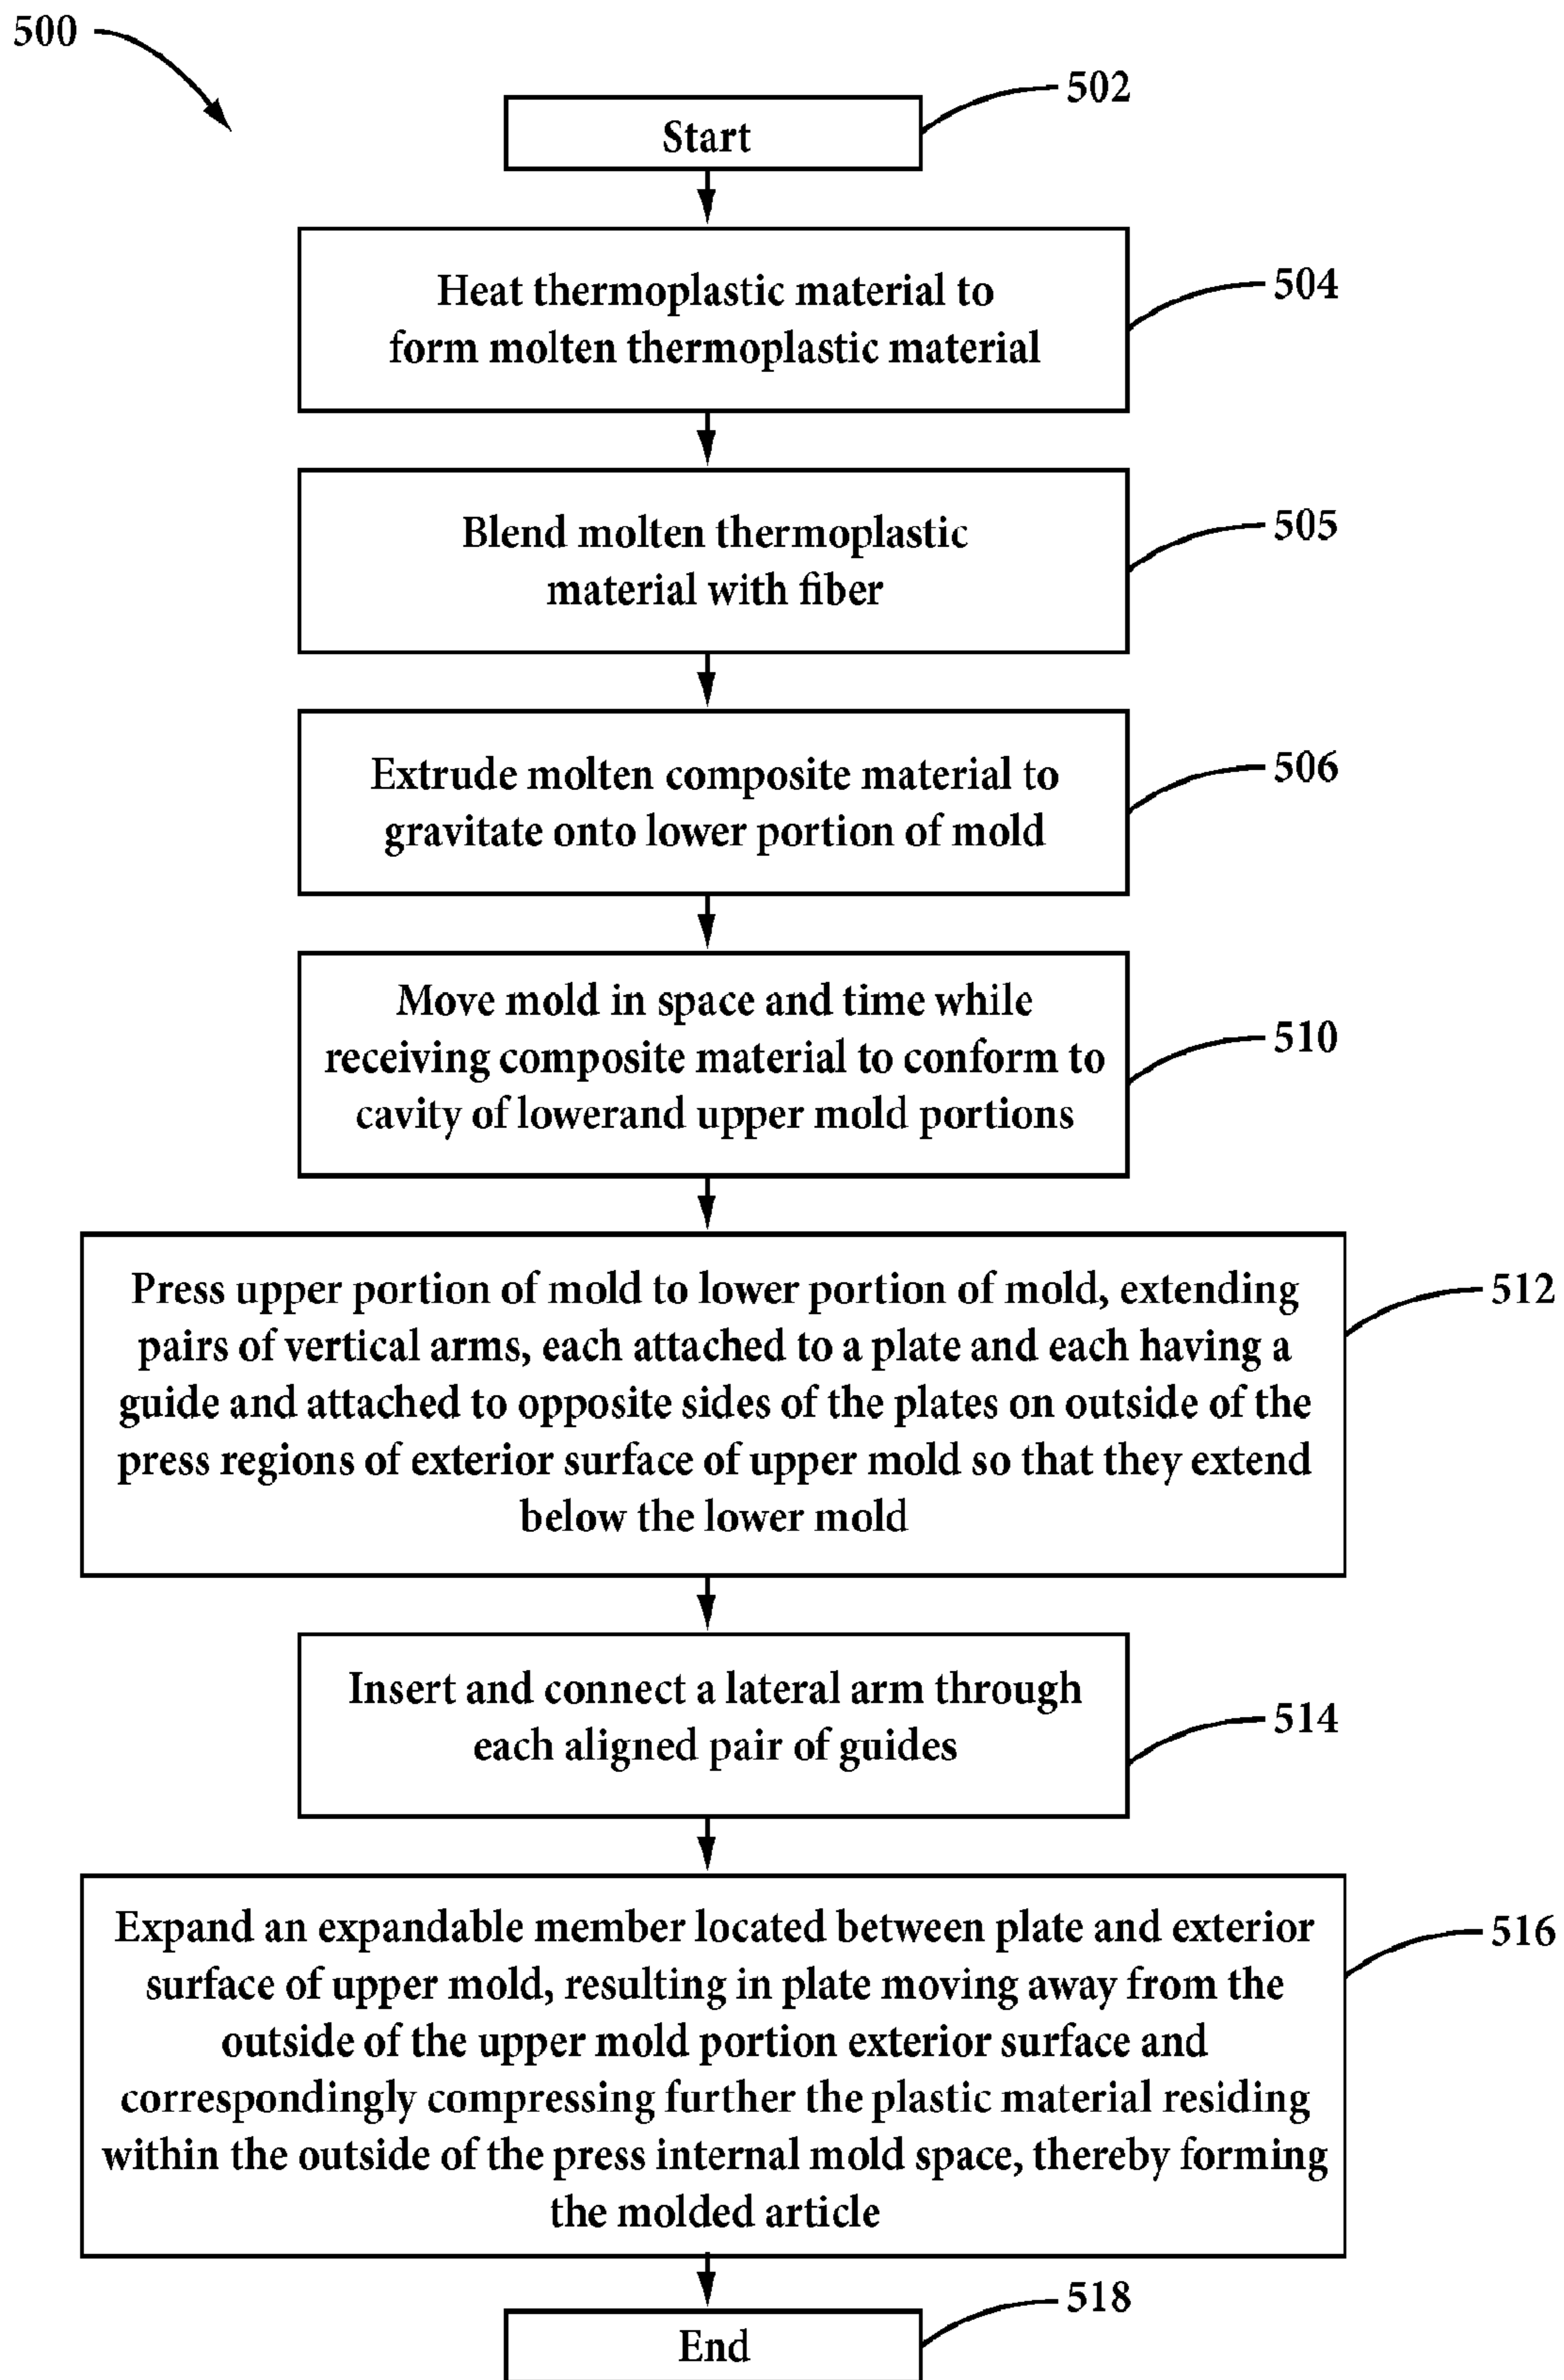 500
502
Start
Heat thermoplastic material to
form molten thermoplastic material
504
Blend molten thermoplastic
material with fiber
505
Extrude molten composite material to
gravitate onto lower portion of mold
506
Move mold in space and time while
receiving composite material to conform to
cavity of lowerand upper mold portions
510
Press upper portion of mold to lower portion of mold, extending
pairs of vertical arms, each attached to a plate and each having a
guide and attached to opposite sides of the plates on outside of the
press regions of exterior surface of upper mold so that they extend
below the lower mold
512
Insert and connect a lateral arm through
each aligned pair of guides
514
Expand an expandable member located between plate and exterior
surface of upper mold, resulting in plate moving away from the
outside of the upper mold portion exterior surface and
correspondingly compressing further the plastic material residing
within the outside of the press internal mold space, thereby forming
the molded article
516
518
End